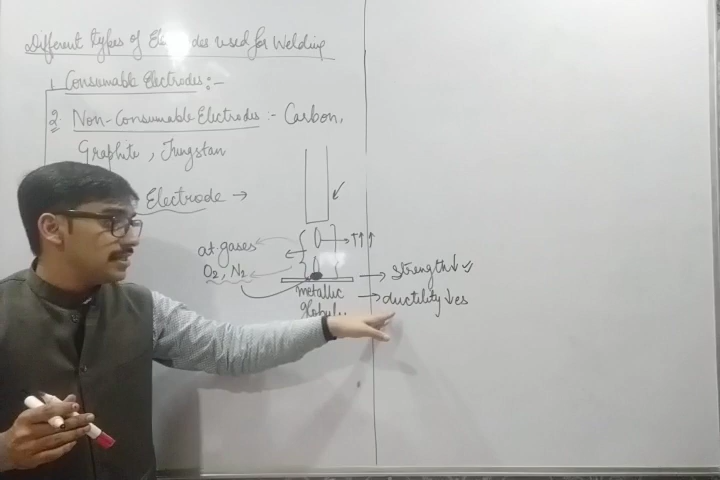 Different types of Electrodes used for Welding
1. Consumable Electrodes :-
2. Non-Consumable Electrodes :- Carbon,
Graphite, Tungstan
Electrode →
→ ↑↑↑
at gases
O2, N2
→ Strength↓ ✓
metallic → ductility ↓es